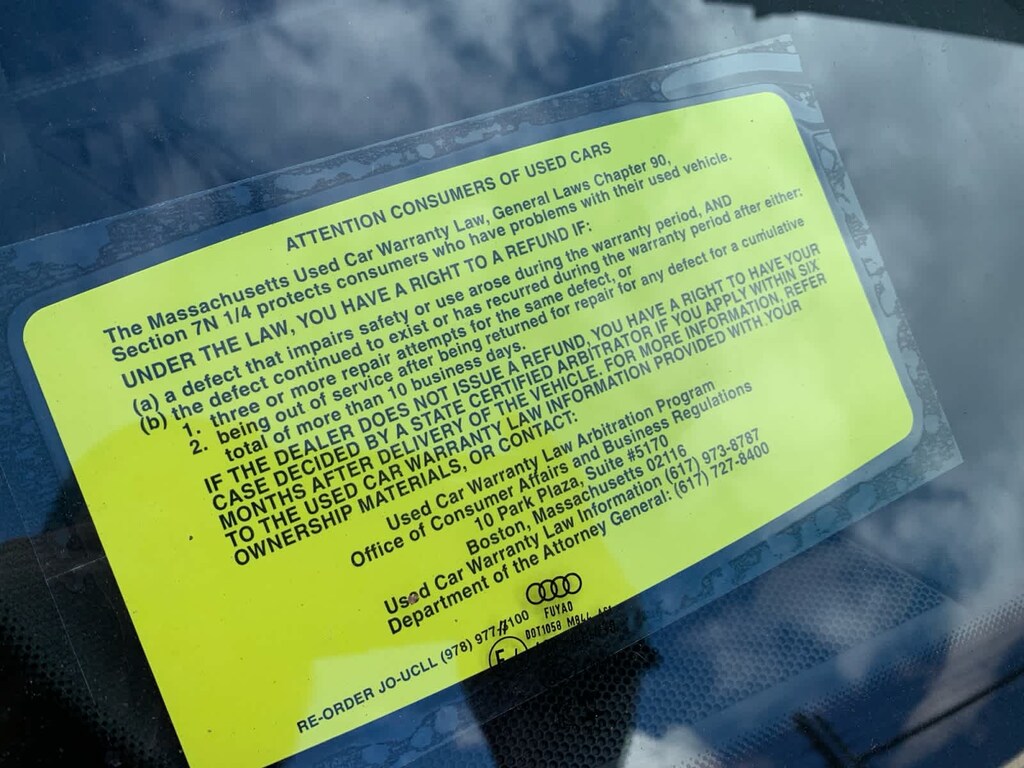 ATTENTION CONSUMERS OF USED CARS
The Massachusetts Used Car Warranty Law, General Laws Chapter 90,
Section 7N 1/4 protects consumers who have problems with their used vehicle.
UNDER THE LAW, YOU HAVE A RIGHT TO A REFUND IF:
(a) a defect that impairs safety or use arose during the warranty period, AND
(b) the defect continued to exist or has recurred during the warranty period after either:
1. three or more repair attempts for the same defect, or
2. being out of service after being returned for repair for any defect for a cumulative
total of more than 10 business days.
IF THE DEALER DOES NOT ISSUE A REFUND, YOU HAVE A RIGHT TO HAVE YOUR
CASE DECIDED BY A STATE CERTIFIED ARBITRATOR IF YOU APPLY WITHIN SIX
MONTHS AFTER DELIVERY OF THE VEHICLE. FOR MORE INFORMATION, REFER
TO THE USED CAR WARRANTY LAW INFORMATION PROVIDED WITH YOUR
OWNERSHIP MATERIALS, OR CONTACT:
Used Car Warranty Law Arbitration Program
Office of Consumer Affairs and Business Regulations
10 Park Plaza, Suite #5170
Boston, Massachusetts 02116
Used Car Warranty Law Information (617) 973-8787
Department of the Attorney General: (617) 727-8400
FUYAO
DOT1058 M844 AS1
RE-ORDER JO-UCLL (978) 977-1100